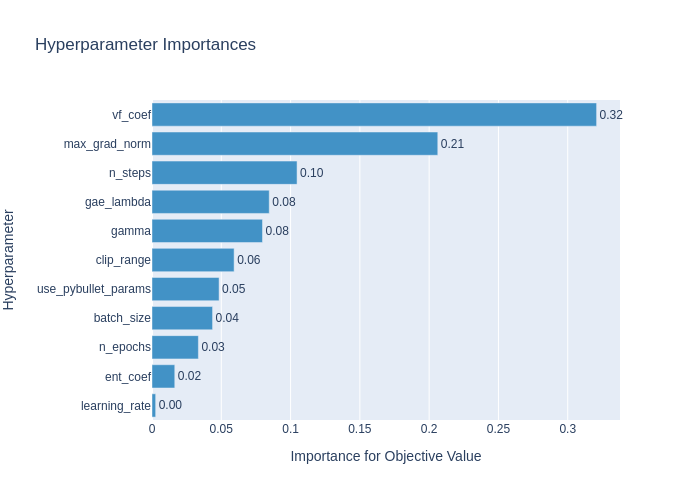 Hyperparameter Importances
Hyperparameter
vf_coef 0.32
max_grad_norm 0.21
n_steps 0.10
gae_lambda 0.08
gamma 0.08
clip_range 0.06
use_pybullet_params 0.05
batch_size 0.04
n_epochs 0.03
ent_coef 0.02
learning_rate 0.00
0 0.05 0.1 0.15 0.2 0.25 0.3
Importance for Objective Value